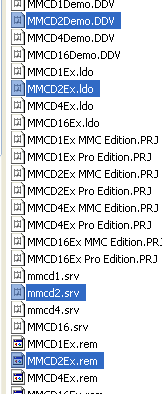 MMCD1Demo.DDV
MMCD2Demo.DDV
MMCD4Demo.DDV
MMCD16Demo.DDV
MMCD1Ex.ldo
MMCD2Ex.ldo
MMCD4Ex.ldo
MMCD16Ex.ldo
MMCD1Ex MMC Edition.PRJ
MMCD1Ex Pro Edition.PRJ
MMCD2Ex MMC Edition.PRJ
MMCD2Ex Pro Edition.PRJ
MMCD4Ex MMC Edition.PRJ
MMCD4Ex Pro Edition.PRJ
MMCD16Ex MMC Edition.PRJ
MMCD16Ex Pro Edition.PRJ
mmcd1.srv
mmcd2.srv
mmcd4.srv
MMCD16.srv
MMCD1Ex.rem
MMCD2Ex.rem
MMCD4Ex.rem
MMCD16Ex.rem